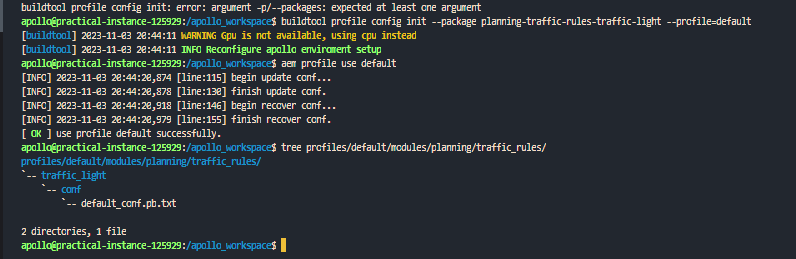 buildtool profile config init: error: argument -p/--packages: expected at least one argument
apollo@practical-instance-125929:/apollo_workspace$ buildtool profile config init --package planning-traffic-rules-traffic-light --profile=default
[buildtool] 2023-11-03 20:44:11 WARNING Gpu is not available, using cpu instead
[buildtool] 2023-11-03 20:44:11 INFO Reconfigure apollo enviroment setup
apollo@practical-instance-125929:/apollo_workspace$ aem profile use default
[INFO] 2023-11-03 20:44:20,874 [line:115] begin update conf...
[INFO] 2023-11-03 20:44:20,878 [line:130] finish update conf.
[INFO] 2023-11-03 20:44:20,918 [line:146] begin recover conf...
[INFO] 2023-11-03 20:44:20,979 [line:155] finish recover conf.
[ OK ] use profile default successfully.
apollo@practical-instance-125929:/apollo_workspace$ tree profiles/default/modules/planning/traffic_rules/
profiles/default/modules/planning/traffic_rules/
`-- traffic_light
    `-- conf
        `-- default_conf.pb.txt

2 directories, 1 file
apollo@practical-instance-125929:/apollo_workspace$